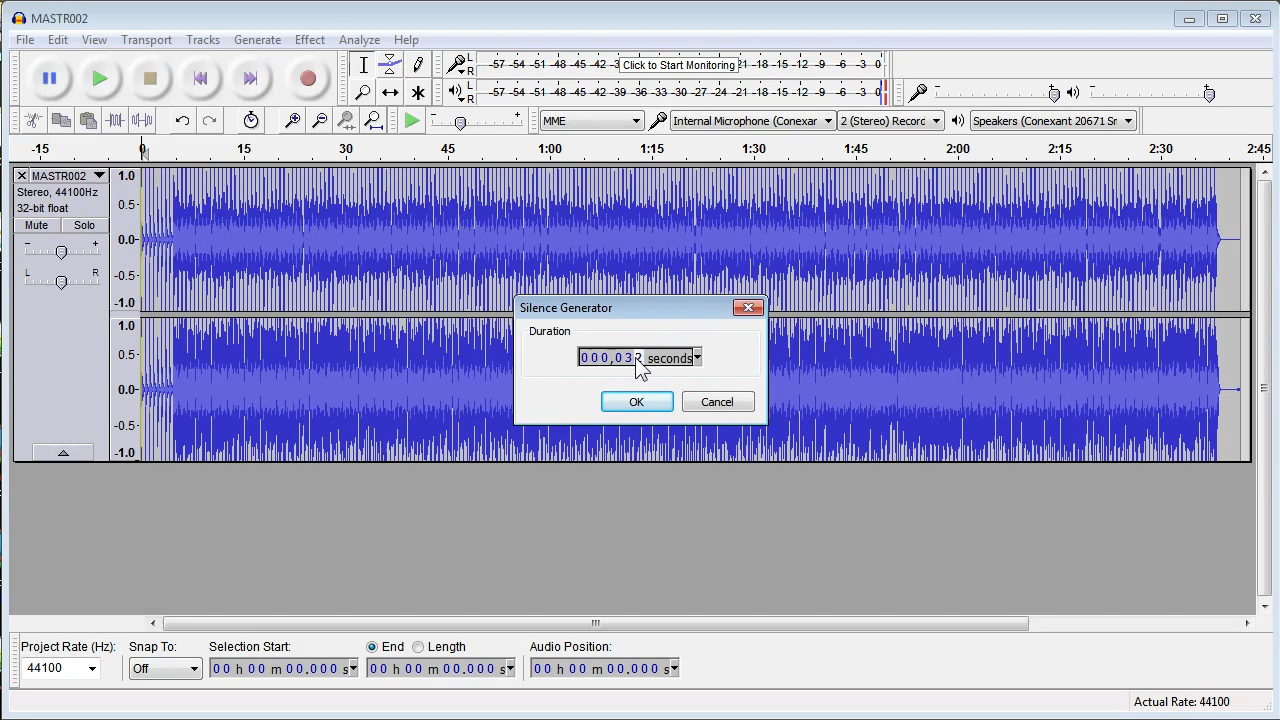 MASTR002
File Edit View Transport Tracks Generate Effect Analyze Help
L
R
-57 -54 -51 -48 -45 -42 Click to Start Monitoring -18 -15 -12 -9 -6 -3 0
L
R
-57 -54 -51 -48 -45 -42 -39 -36 -33 -30 -27 -24 -21 -18 -15 -12 -9 -6 -3 0
- + - +
- + MME Internal Microphone (Conexar 2 (Stereo) Record Speakers (Conexant 20671 Sr
-15 0 15 30 45 1:00 1:15 1:30 1:45 2:00 2:15 2:30 2:45
MASTR002
Stereo, 44100Hz
32-bit float
Mute Solo
- +
L R
1.0
0.5-
0.0-
-0.5-
-1.0
1.0
0.5-
0.0-
-0.5-
-1.0
Silence Generator
Duration
000,03 seconds
OK Cancel
Project Rate (Hz): Snap To: Selection Start: End Length Audio Position:
44100 Off 00 h 00 m 00.000 s 00 h 00 m 00.000 s 00 h 00 m 00.000 s
Actual Rate: 44100